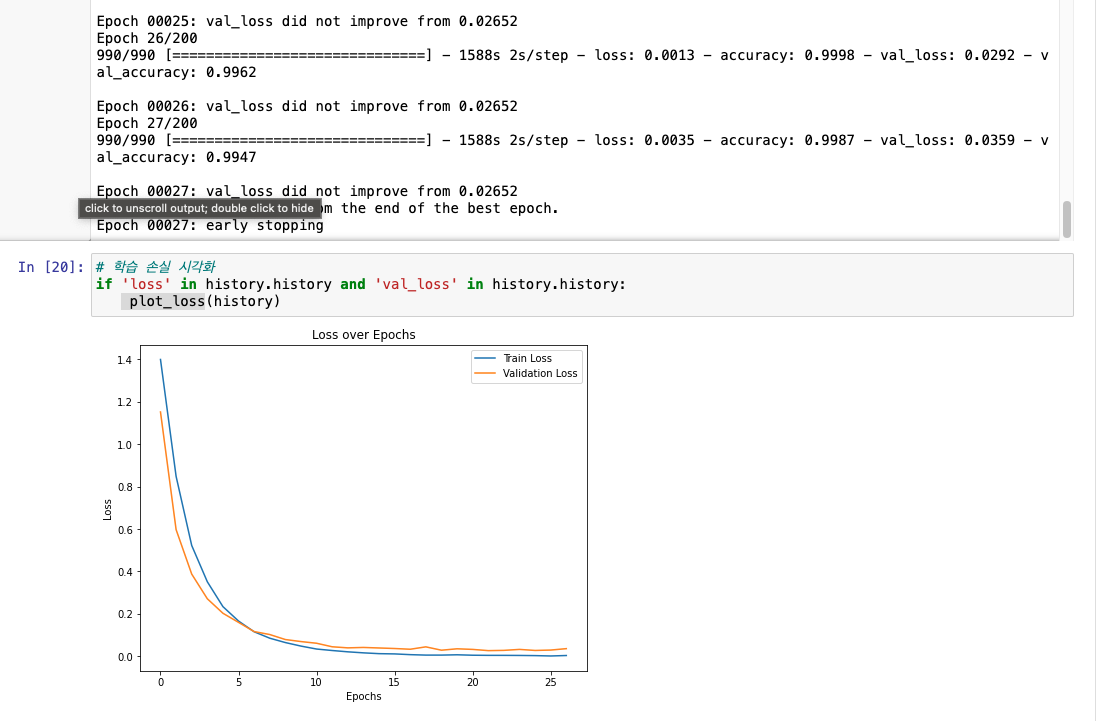 Epoch 00025: val_loss did not improve from 0.02652
Epoch 26/200
990/990 [==============================] - 1588s 2s/step - loss: 0.0013 - accuracy: 0.9998 - val_loss: 0.0292 - v
al_accuracy: 0.9962
Epoch 00026: val_loss did not improve from 0.02652
Epoch 27/200
990/990 [==============================] - 1588s 2s/step - loss: 0.0035 - accuracy: 0.9987 - val_loss: 0.0359 - v
al_accuracy: 0.9947
Epoch 00027: val_loss did not improve from 0.02652
click to unscroll output; double click to hide
the end of the best epoch.
Epoch 00027: early stopping
In [20]:
# 학습 손실 시각화
if 'loss' in history.history and 'val_loss' in history.history:
plot_loss(history)
Loss over Epochs
Train Loss
Validation Loss
1.4
1.2
1.0
0.8
0.6
0.4
0.2
0.0
Loss
0 5 10 15 20 25
Epochs